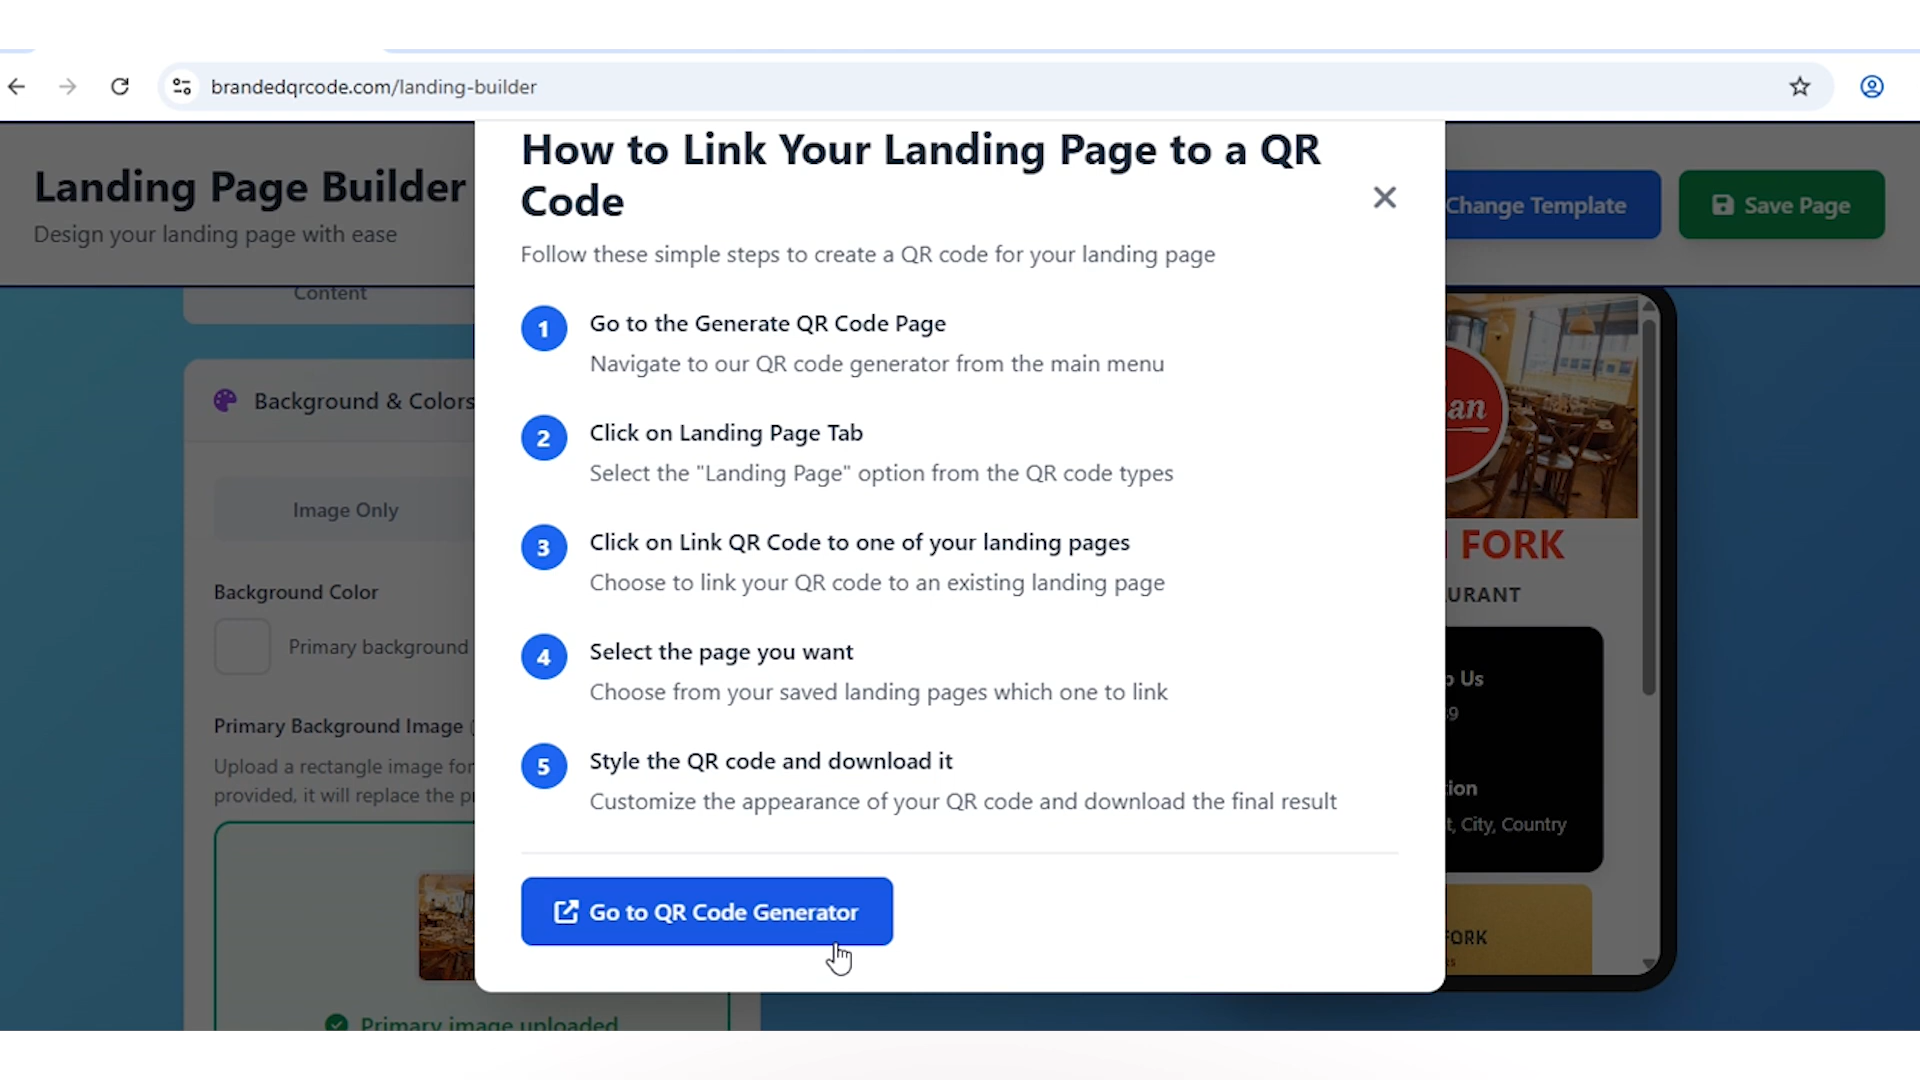 brandedqrcode.com/landing-builder
Landing Page Builder
Design your landing page with ease
How to Link Your Landing Page to a QR
Code
Follow these simple steps to create a QR code for your landing page
Change Template
Save Page
Content
1
Go to the Generate QR Code Page
Navigate to our QR code generator from the main menu
2
Click on Landing Page Tab
Select the "Landing Page" option from the QR code types
3
Click on Link QR Code to one of your landing pages
Choose to link your QR code to an existing landing page
4
Select the page you want
Choose from your saved landing pages which one to link
5
Style the QR code and download it
Customize the appearance of your QR code and download the final result
Go to QR Code Generator
Background & Colors
Image Only
Background Color
Primary background
Primary Background Image
Upload a rectangle image for
provided, it will replace the
Primary image uploaded
an
FORK
URANT
Us
9
ion
t, City, Country
FORK